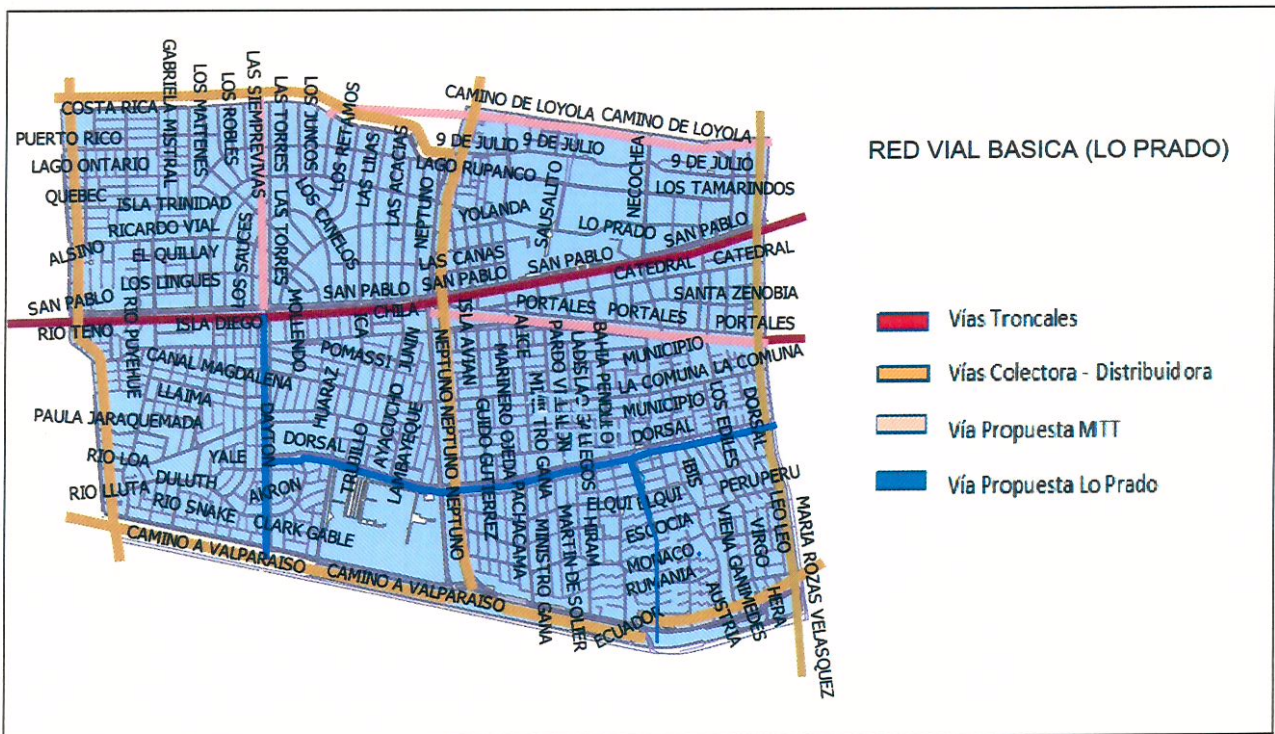 RED VIAL BASICA (LO PRADO)
Vías Troncales
Vías Colectora - Distribuidora
Vía Propuesta MTT
Vía Propuesta Lo Prado
COSTA RICA
GABRIELA MISTRAL
LOS MAITENES
LOS ROBLES
LAS SIEMPREVIVAS
LAS TORRES
LOS JUNCOS
LOS RETAMOS
LAS LILAS
LAS ACACIAS
CAMINO DE LOYOLA CAMINO DE LOYOLA
PUERTO RICO
9 DE JULIO 9 DE JULIO
9 DE JULIO
LAGO ONTARIO
LAGO RUPANCO
NECOCHEA
LOS TAMARINDOS
QUEBEC
ISLA TRINIDAD
LAS TORRES
LOS CANELOS
NEPTUNO
YOLANDA
SAUSALITO
LO PRADO
SAN PABLO
RICARDO VIAL
ALSINO
EL QUILLAY
SOT SAUCES
LAS CANAS
SAN PABLO
CATEDRAL CATEDRAL
LOS LINGUES
SAN PABLO SAN PABLO
SANTA ZENOBIA
SAN PABLO
RIO PUYEHUE
ISLA DIEGO
MOLLENDO
ICA
CHILA
ISLA AYAN
PORTALES PORTALES PORTALES
RIO TENO
CANAL MAGDALENA
POMASSI
JUNIN
ALICE
MUNICIPIO
LA COMUNA LA COMUNA
LLAIMA
HUARAZ
AYACUCHO
NEPTUNO NEPTUNO NEPTUNO
MARINERO OJEDA
LOS EDILES
MUNICIPIO
DORSAL
PAULA JARAQUEMADA
DANTON
DORSAL
TRUJILLO
LAMBAYEQUE
GUIDO GUTIERREZ
DORSAL
RIO LOA
YALE
PACHACAMA
IBIS
PERU PERU
LEO LEO
RIO LLUTA
DULUTH
AKRON
ELQUI ELQUI
RIO SNAKE
CLARK GABLE
MINISTRO GANA
MARTIN DE SOLIER
HIRAM
ESCOCIA
MONACO
RUMANIA
VIENA
VIRGO
GANIMEDES
HERA
AUSTRIA
ECUADOR
MARIA ROZAS VELASQUEZ
CAMINO A VALPARAISO
CAMINO A VALPARAISO